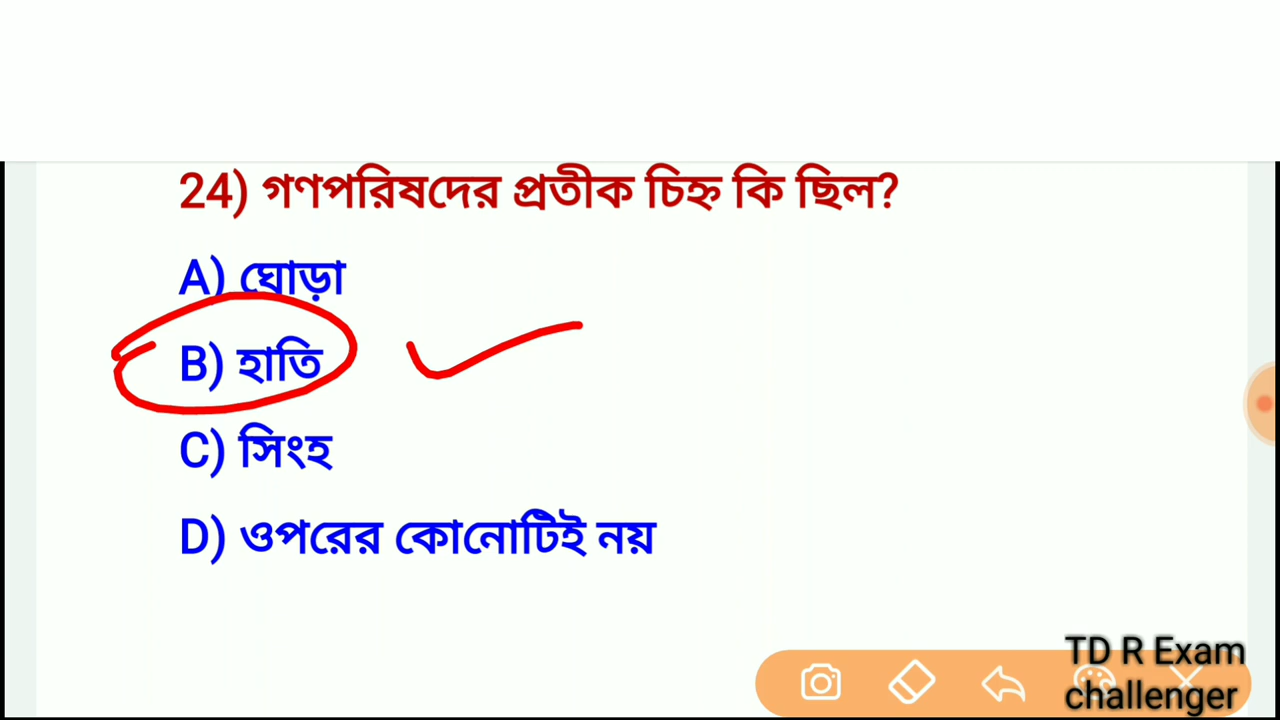 24) গণপরিষদের প্রতীক চিহ্ন কি ছিল?
A) ঘোড়া
B) হাতি
C) সিংহ
D) ওপরের কোনোটিই নয়
TD R Exam
challenger